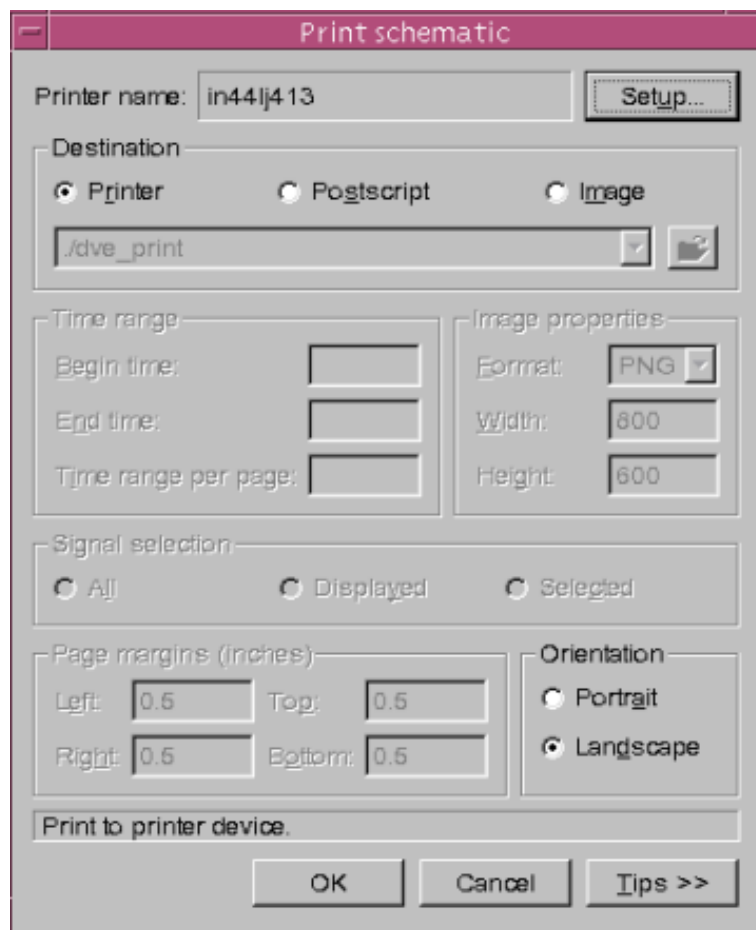 Print schematic
Printer name: in44lj413 Setup...
Destination
Printer Postscript Image
./dve_print
Time range Image properties
Begin time: Format: PNG
End time: Width: 800
Time range per page: Height: 600
Signal selection
All Displayed Selected
Page margins (inches) Orientation
Left: 0.5 Top: 0.5 Portrait
Right: 0.5 Bottom: 0.5 Landscape
Print to printer device.
OK Cancel Tips >>